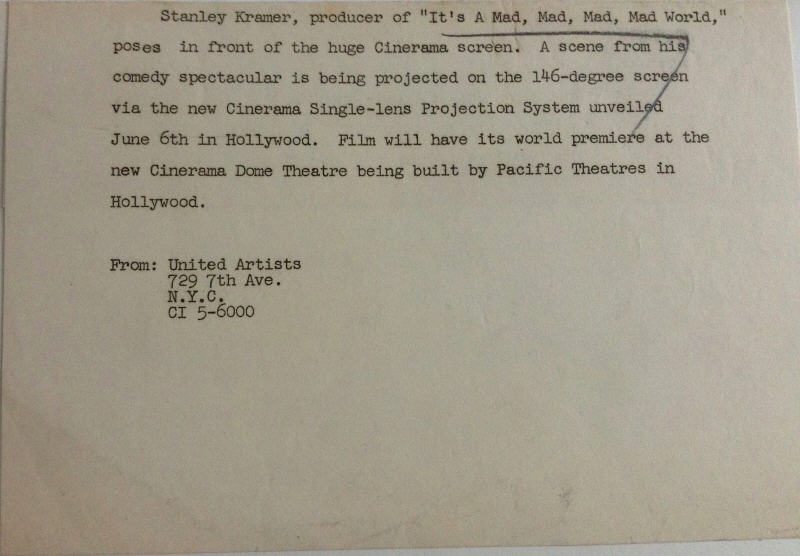 Stanley Kramer, producer of "It's A Mad, Mad, Mad, Mad World,"
poses in front of the huge Cinerama screen. A scene from his
comedy spectacular is being projected on the 146-degree screen
via the new Cinerama Single-lens Projection System unveiled
June 6th in Hollywood. Film will have its world premiere at the
new Cinerama Dome Theatre being built by Pacific Theatres in
Hollywood.
From: United Artists
729 7th Ave.
N.Y.C.
CI 5-6000